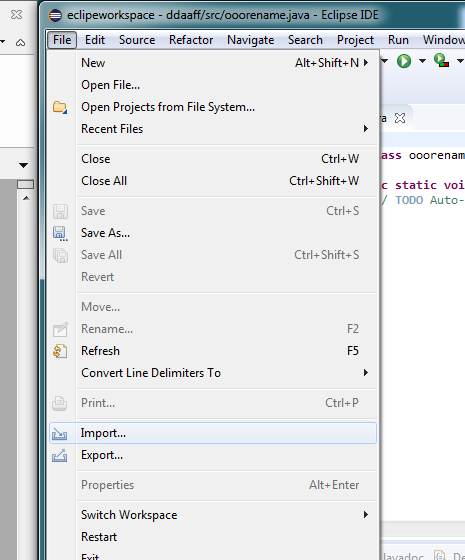 eclipeworkspace - ddaaff/src/ooorename.java - Eclipse IDE
File Edit Source Refactor Navigate Search Project Run Window
New Alt+Shift+N
Open File...
Open Projects from File System...
Recent Files
Close Ctrl+W
Close All Ctrl+Shift+W
Save Ctrl+S
Save As...
Save All Ctrl+Shift+S
Revert
Move...
Rename... F2
Refresh F5
Convert Line Delimiters To
Print... Ctrl+P
Import...
Export...
Properties Alt+Enter
Switch Workspace
Restart
Exit
va
ass ooorenam
c static voi
/ TODO Auto-
Javadoc De